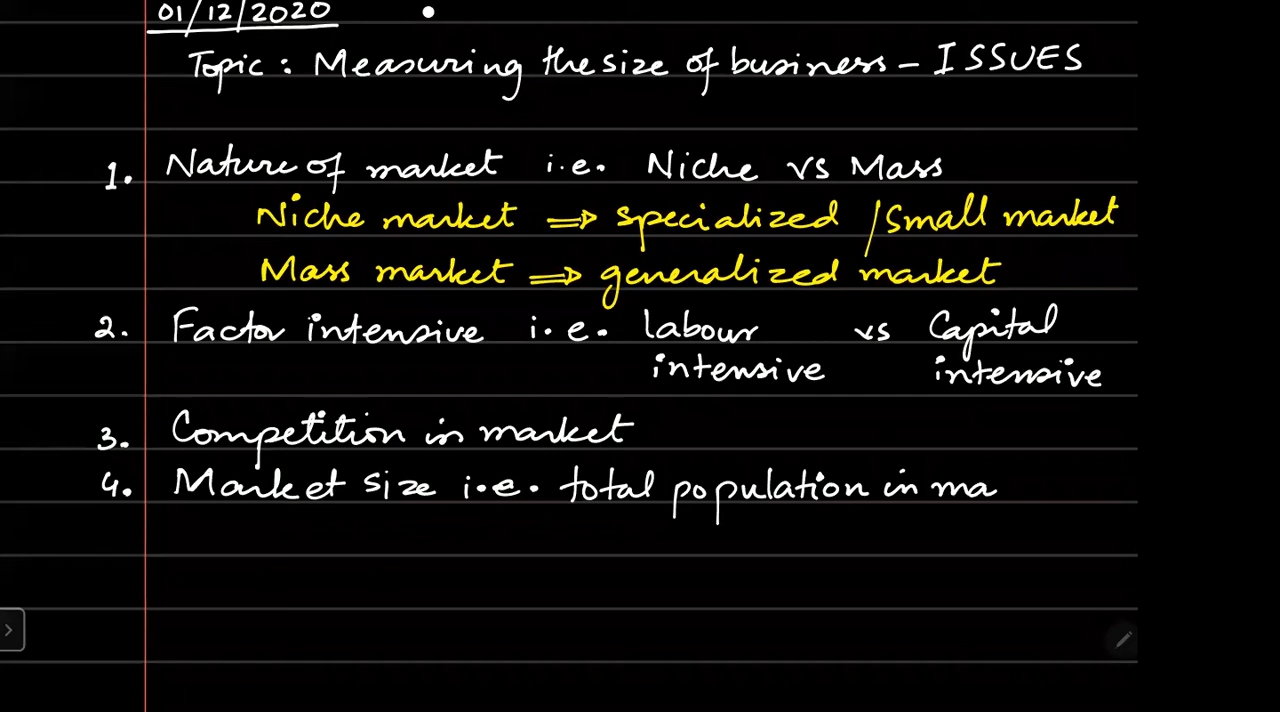 01/12/2020
Topic: Measuring the size of business - ISSUES
1. Nature of market i.e. Niche vs Mass
Niche market ⇒ specialized / Small market
Mass market ⇒ generalized market
2. Factor intensive i.e. labour intensive vs Capital intensive
3. Competition in market
4. Market size i.e. total population in ma